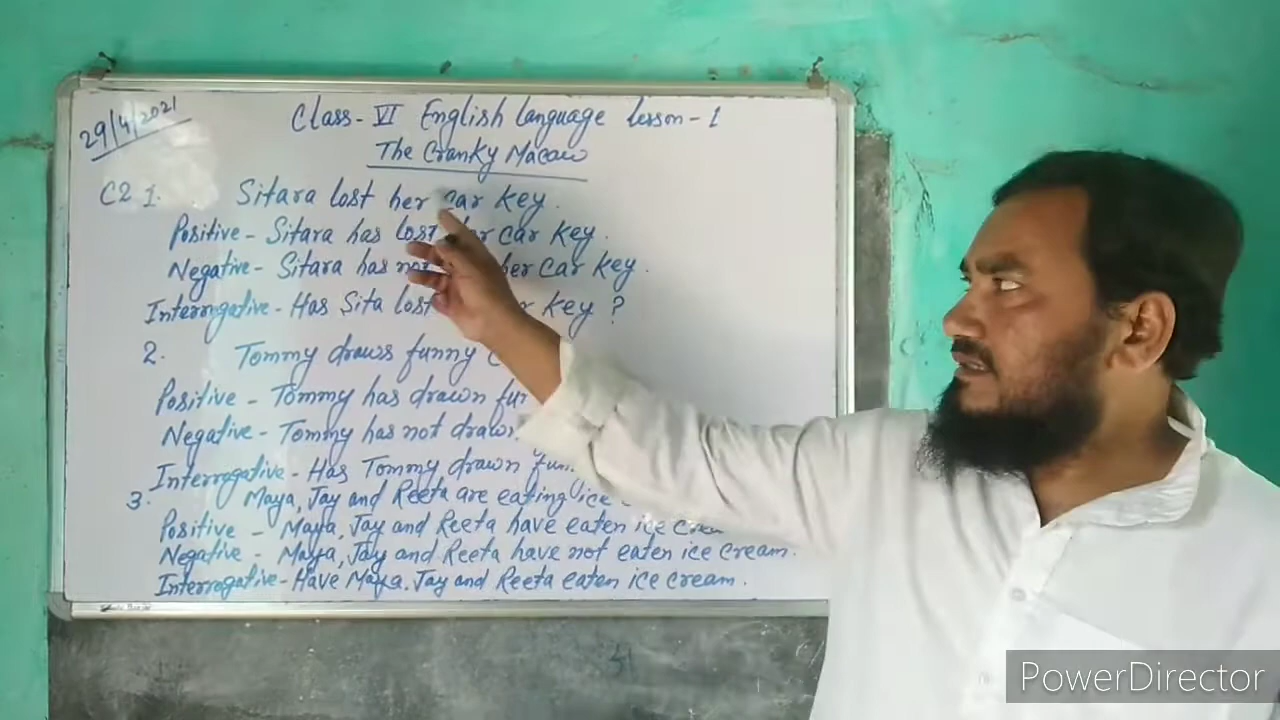 29/4/2021
Class - VI English language lesson - 1
The Cranky Macaw
C2 1. Sitara lost her car key.
Positive - Sitara has lost her car key.
Negative - Sitara has not her car key.
Interrogative - Has Sita lost key ?
2. Tommy draws funny
Positive - Tommy has drawn
Negative - Tommy has not drawn
Interrogative - Has Tommy drawn
3. Maya, Jay and Reeta are eating ice
Positive - Maya, Jay and Reeta have eaten ice
Negative - Maya, Jay and Reeta have not eaten ice cream.
Interrogative - Have Maya. Jay and Reeta eaten ice cream.
PowerDirector